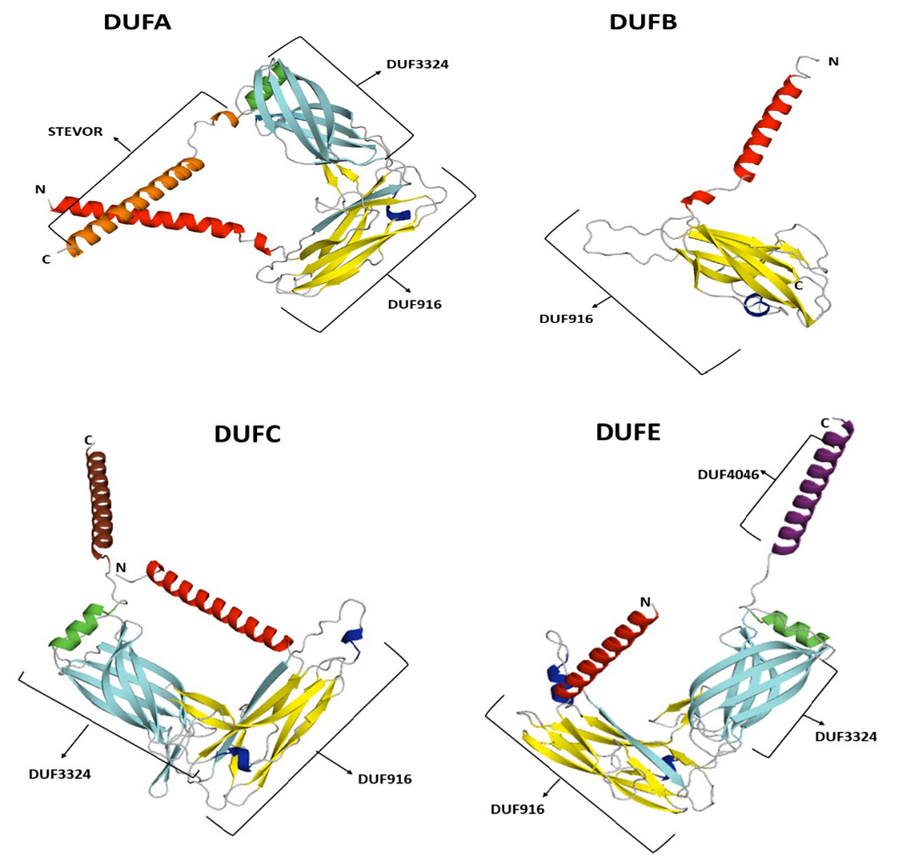 DUFA
DUFB
DUF3324
STEVOR
N
C
DUF916
N
C
DUF916
DUFC
DUFE
C
N
DUF3324
DUF916
C
DUF4046
N
DUF3324
DUF916